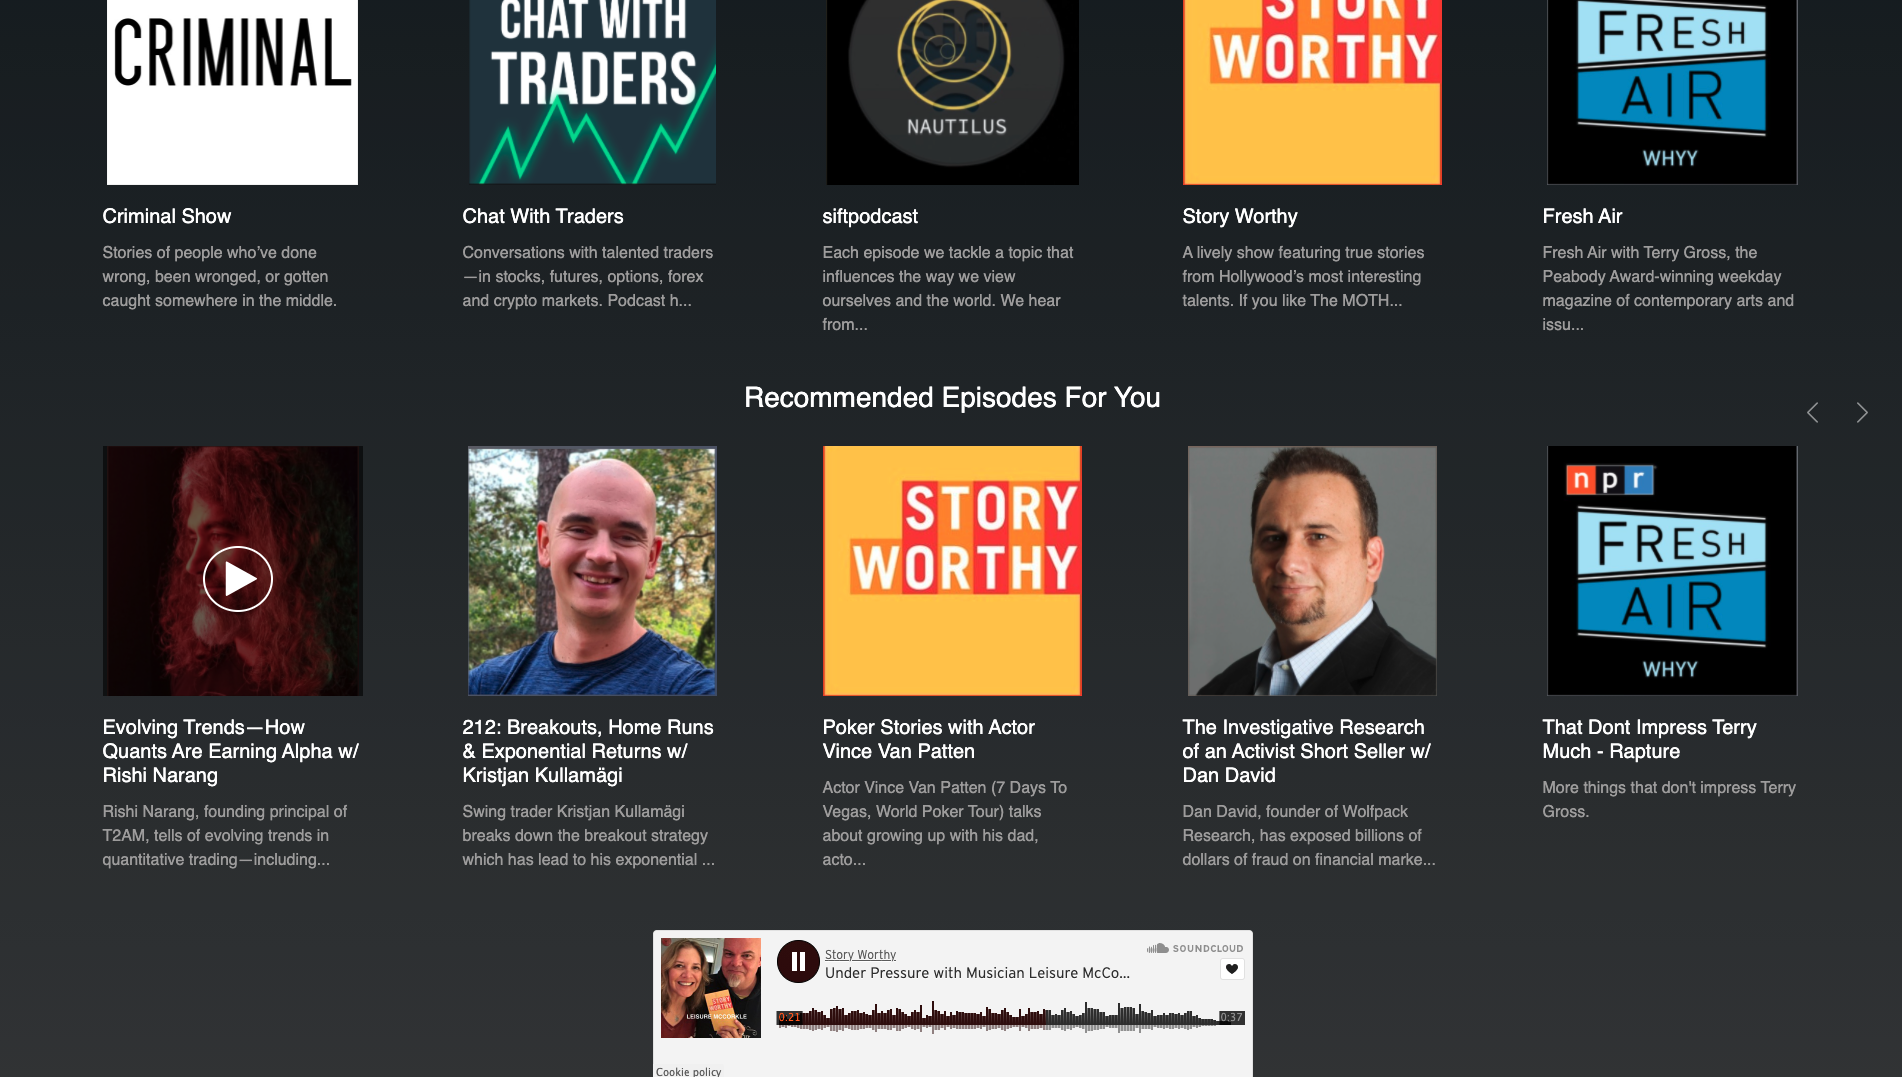 CRIMINAL
CHAT WITH
TRADERS
NAUTILUS
STORY
WORTHY
FRESH
AIR
WHYY
Criminal Show
Stories of people who’ve done
wrong, been wronged, or gotten
caught somewhere in the middle.
Chat With Traders
Conversations with talented traders
—in stocks, futures, options, forex
and crypto markets. Podcast h...
siftpodcast
Each episode we tackle a topic that
influences the way we view
ourselves and the world. We hear
from...
Story Worthy
A lively show featuring true stories
from Hollywood’s most interesting
talents. If you like The MOTH...
Fresh Air
Fresh Air with Terry Gross, the
Peabody Award-winning weekday
magazine of contemporary arts and
issu...
Recommended Episodes For You
STORY
WORTHY
npr
FRESH
AIR
WHYY
Evolving Trends—How
Quants Are Earning Alpha w/
Rishi Narang
Rishi Narang, founding principal of
T2AM, tells of evolving trends in
quantitative trading—including...
212: Breakouts, Home Runs
& Exponential Returns w/
Kristjan Kullamägi
Swing trader Kristjan Kullamägi
breaks down the breakout strategy
which has lead to his exponential ...
Poker Stories with Actor
Vince Van Patten
Actor Vince Van Patten (7 Days To
Vegas, World Poker Tour) talks
about growing up with his dad,
acto...
The Investigative Research
of an Activist Short Seller w/
Dan David
Dan David, founder of Wolfpack
Research, has exposed billions of
dollars of fraud on financial marke...
That Dont Impress Terry
Much - Rapture
More things that don't impress Terry
Gross.
STORY
WORTHY
LEISURE MCCORKLE
Story Worthy
Under Pressure with Musician Leisure McCo...
SOUNDCLOUD
0:21
0:37
Cookie policy